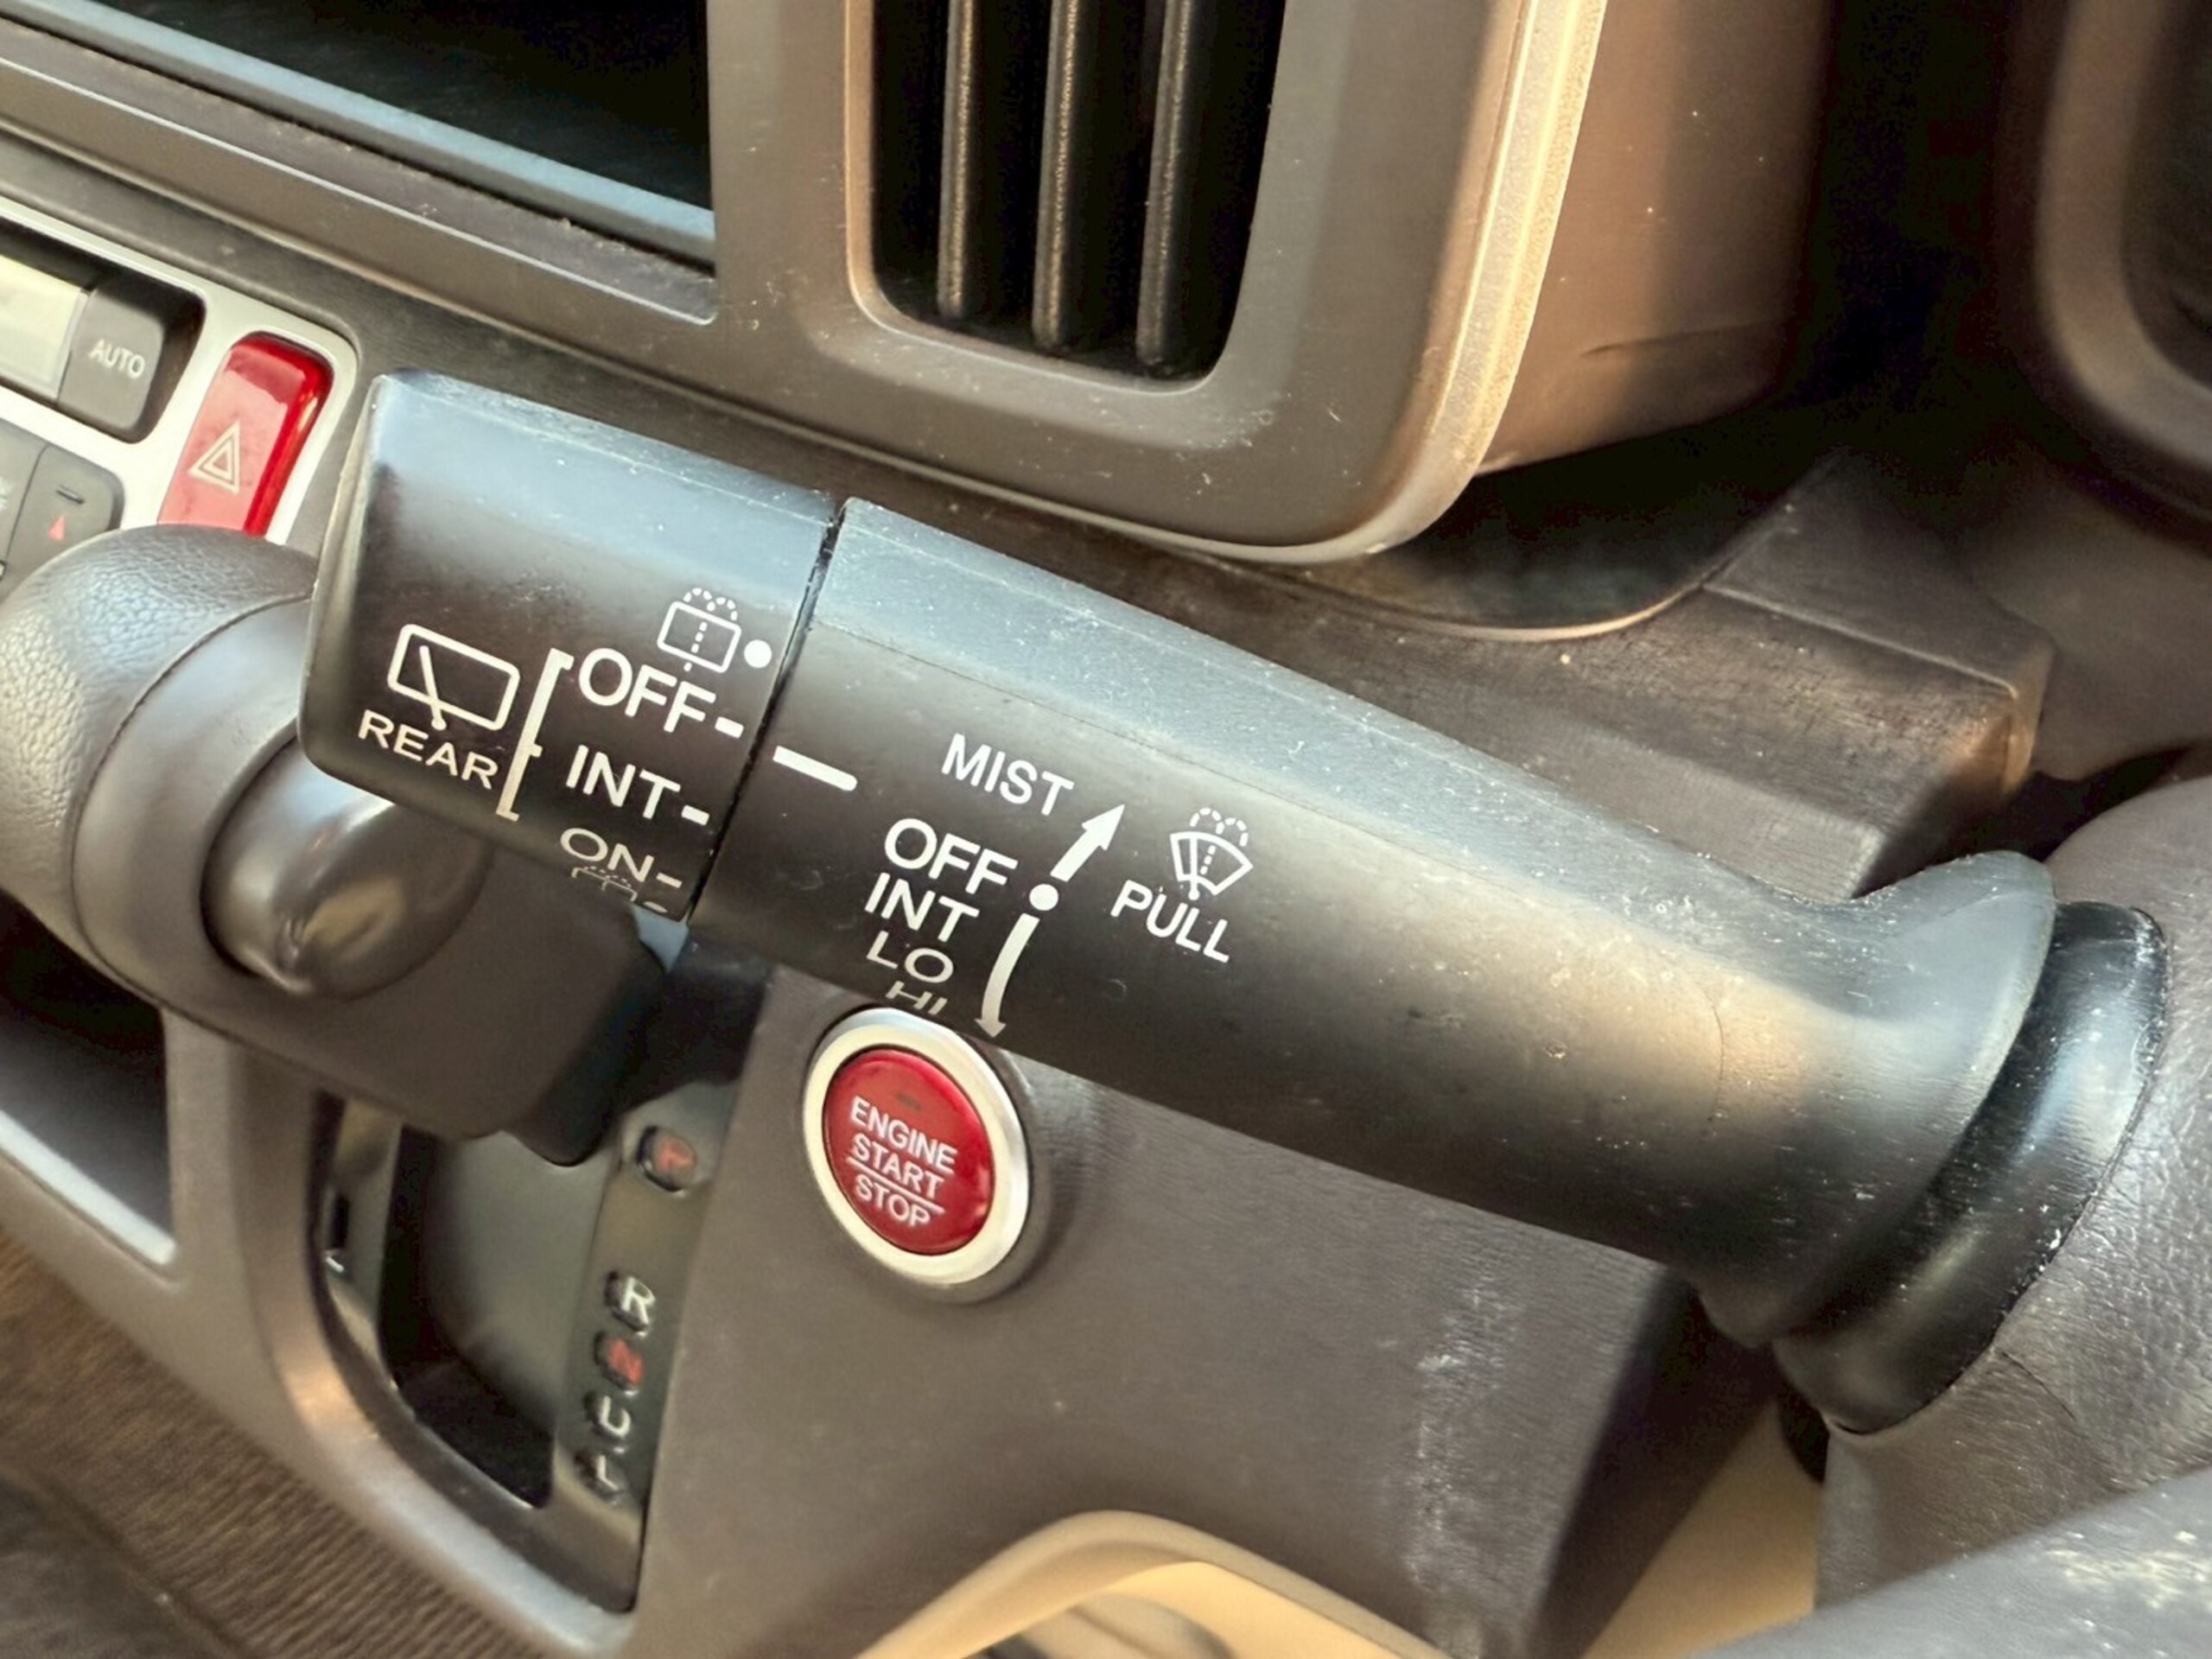 AUTO
OFF
REAR
INT
ON
MIST
OFF
INT
LO
HI
PULL
ENGINE
START
STOP
P
R
N
L